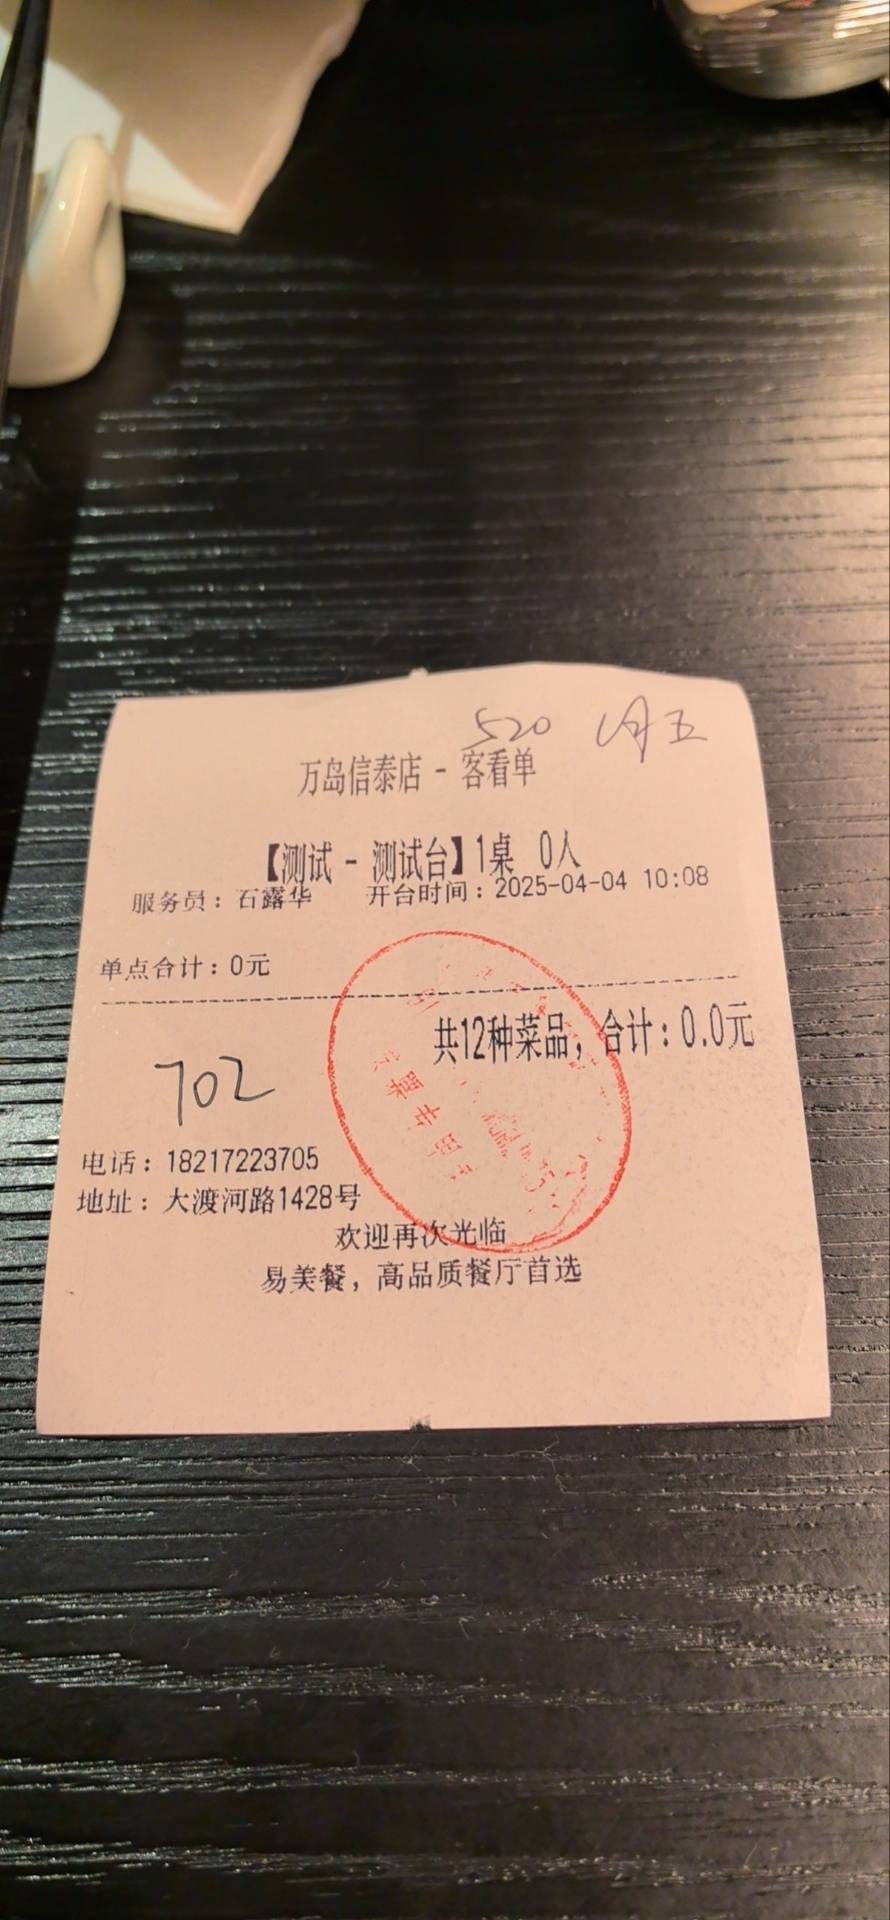 520 月五
万岛信泰店 - 客看单
【测试 - 测试台】1桌 0人
服务员：石露华 开台时间：2025-04-04 10:08
单点合计：0元
共12种菜品，合计：0.0元
702
电话：18217223705
地址：大渡河路1428号
欢迎再次光临
易美餐，高品质餐厅首选